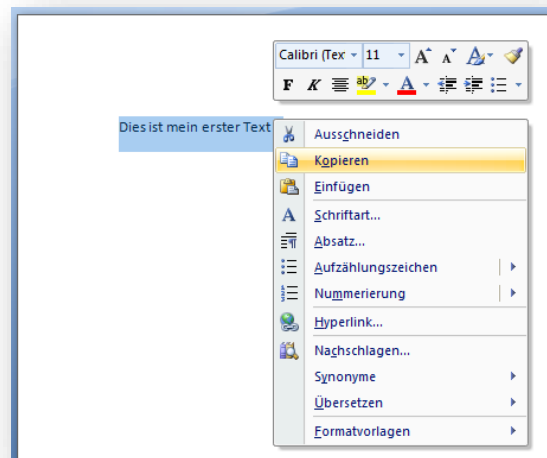 Calibri (Tex 11 A A A
F K ab A
Dies ist mein erster Text
Ausschneiden
Kopieren
Einfügen
A Schriftart...
Absatz...
Aufzählungszeichen
Nummerierung
Hyperlink...
Nachschlagen...
Synonyme
Übersetzen
Formatvorlagen